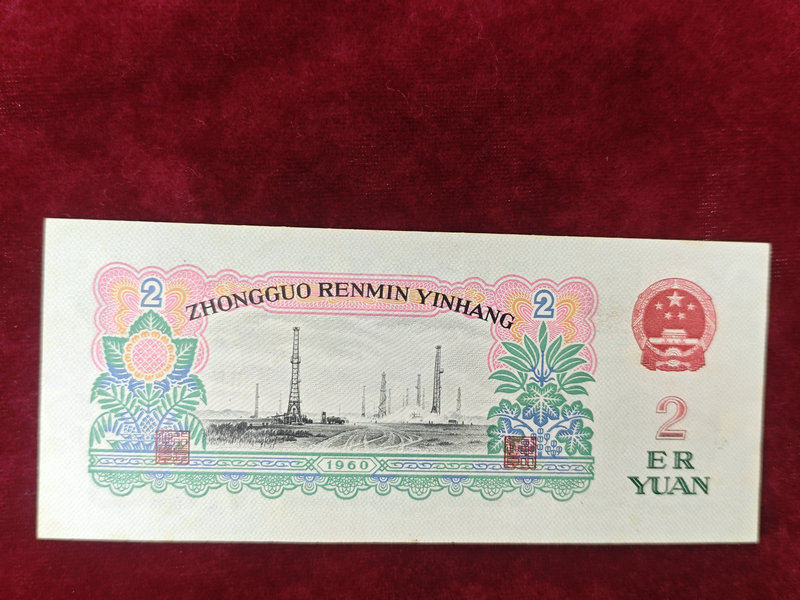 2
2
ZHONGGUO RENMIN YINHANG
1960
2
ER
YUAN